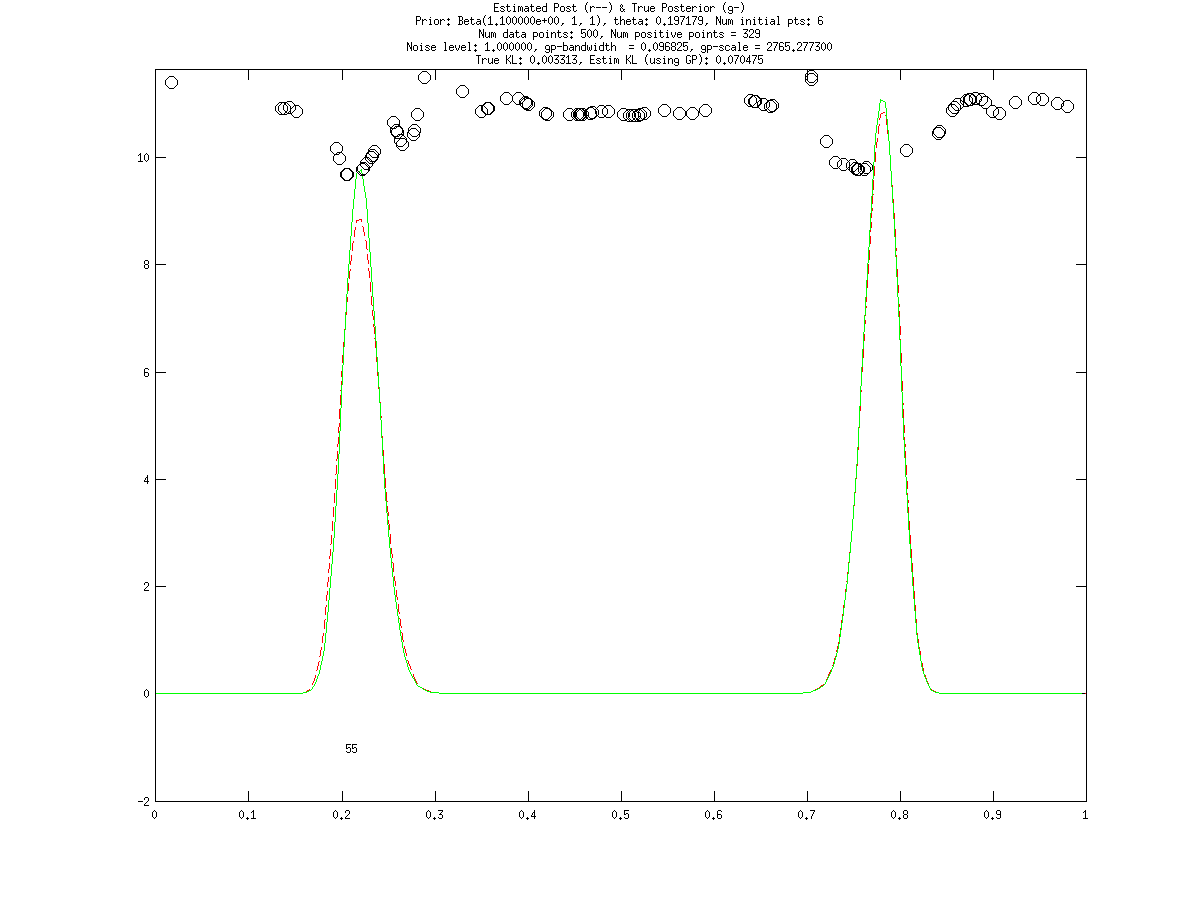 Estimated Post (r--) & True Posterior (g-)
Prior: Beta(1.100000e+00, 1, 1), theta: 0.197179, Num initial pts: 6
Num data points: 500, Num positive points = 329
Noise level: 1.000000, gp-bandwidth  = 0.096825, gp-scale = 2765.277300
True KL: 0.003313, Estim KL (using GP): 0.070475
10
8
6
4
2
0
55
-2
0 0.1 0.2 0.3 0.4 0.5 0.6 0.7 0.8 0.9 1